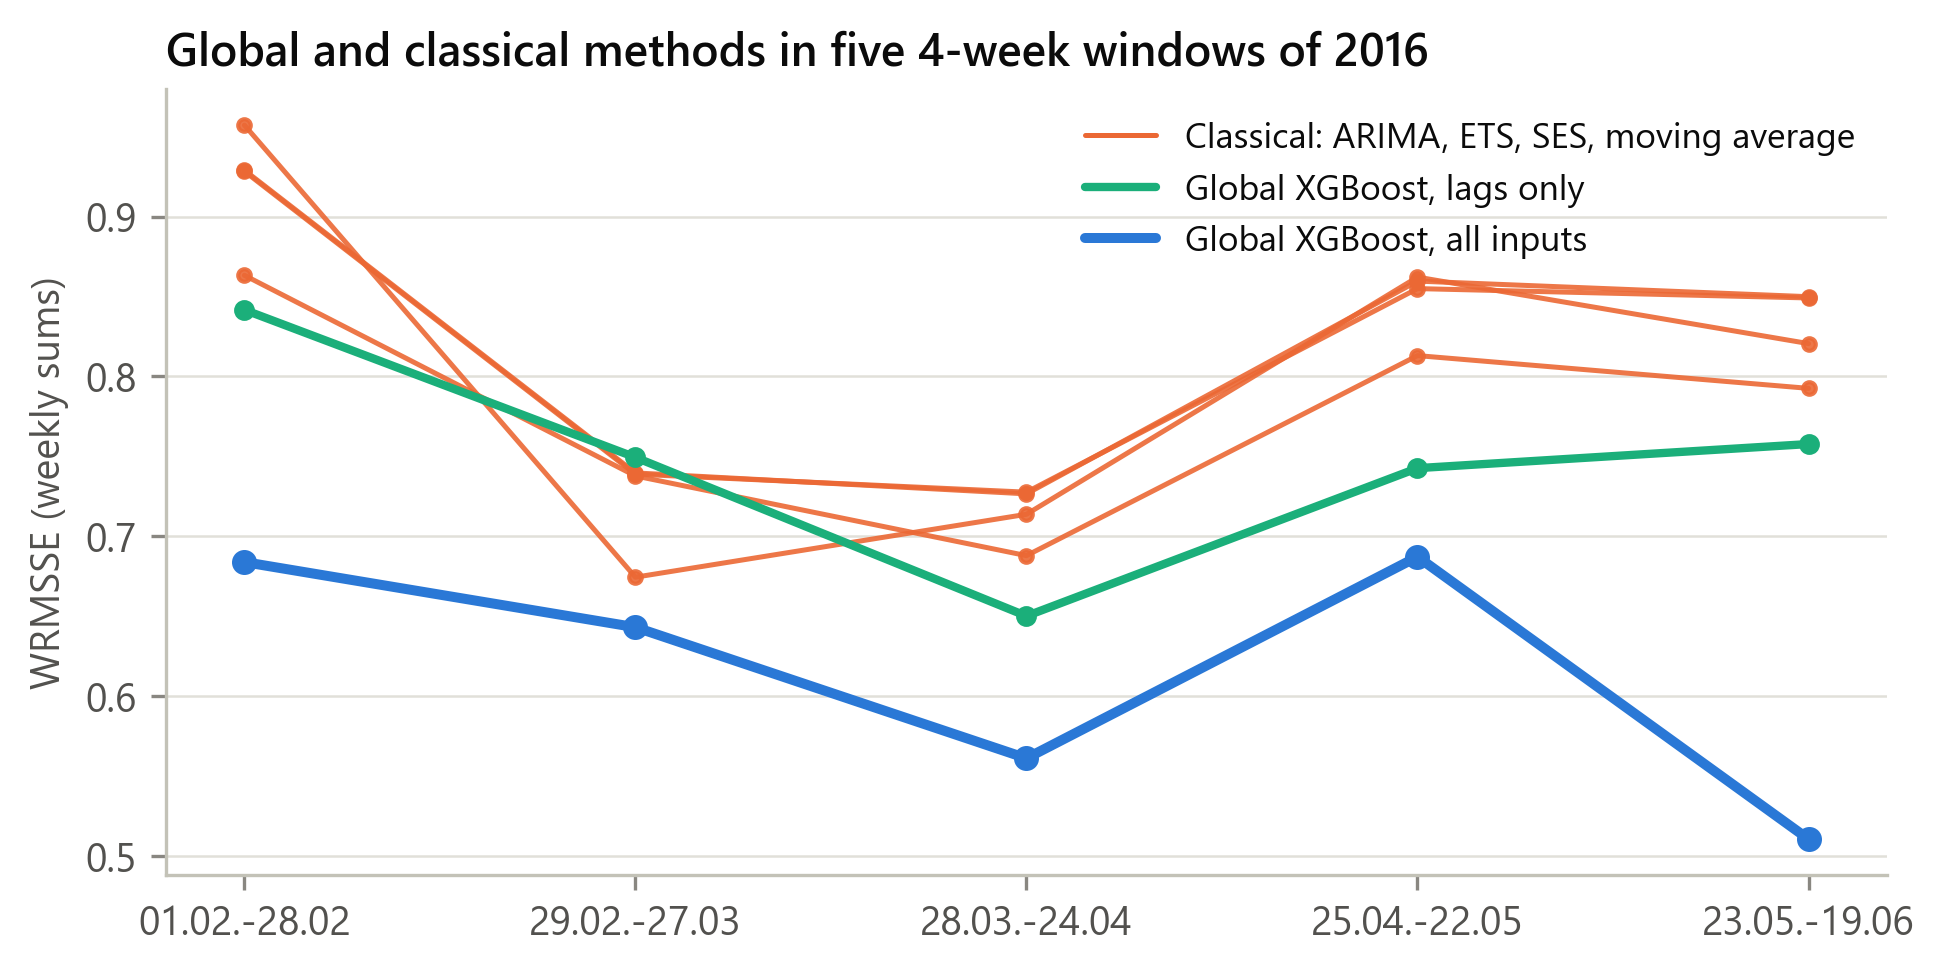 Global and classical methods in five 4-week windows of 2016
Classical: ARIMA, ETS, SES, moving average
Global XGBoost, lags only
Global XGBoost, all inputs
WRMSSE (weekly sums)
0.9
0.8
0.7
0.6
0.5
01.02.-28.02
29.02.-27.03
28.03.-24.04
25.04.-22.05
23.05.-19.06